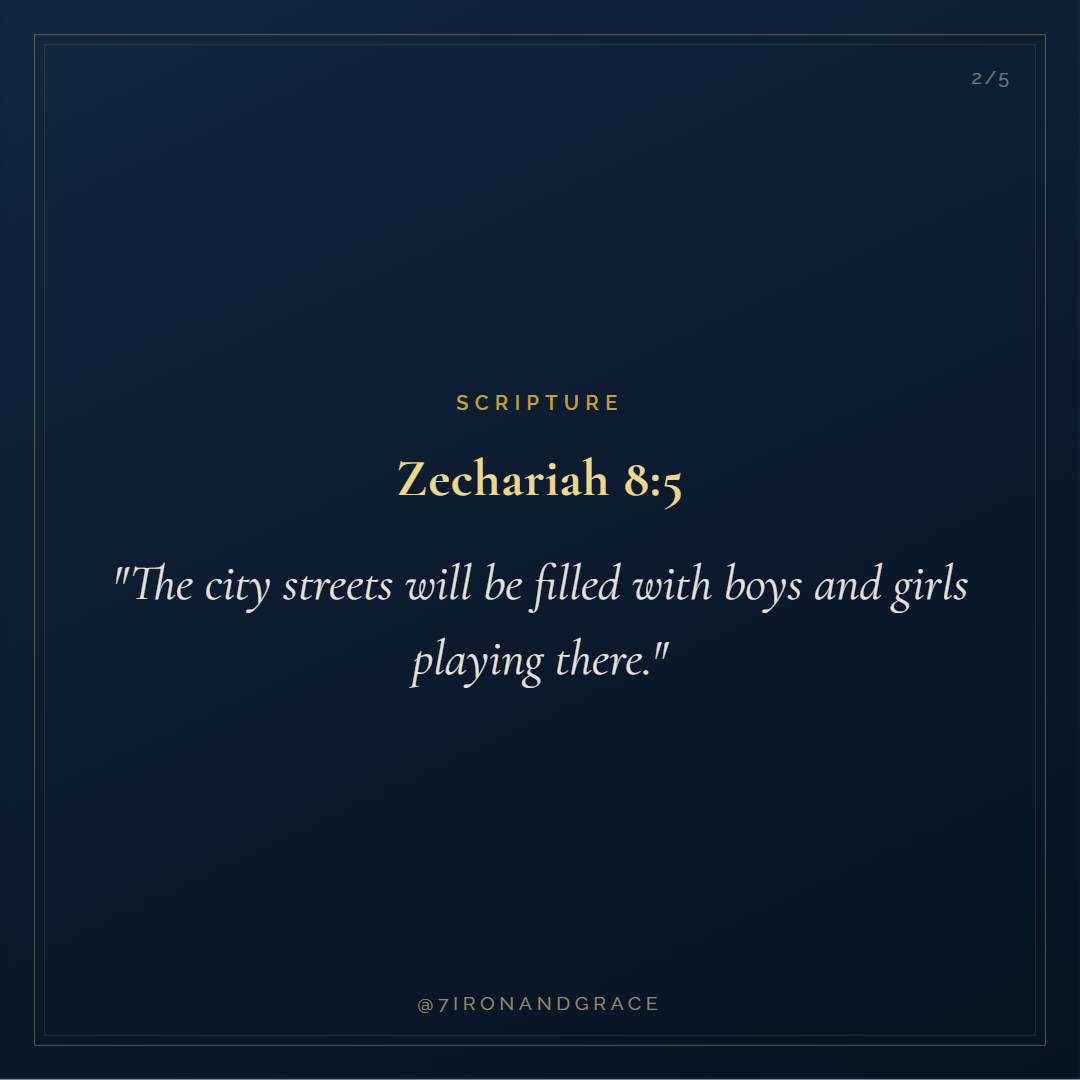 2/5
SCRIPTURE
Zechariah 8:5
"The city streets will be filled with boys and girls
playing there."
@7IRONANDGRACE